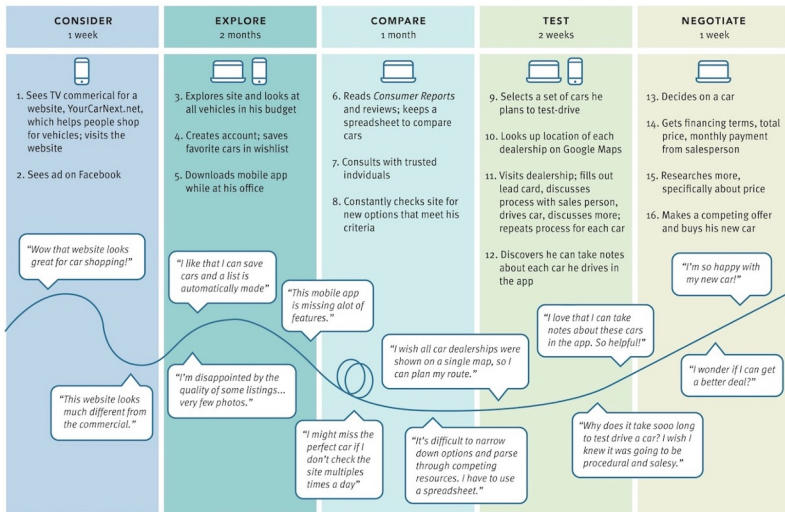 CONSIDER
1 week
EXPLORE
2 months
COMPARE
1 month
TEST
2 weeks
NEGOTIATE
1 week
1. Sees TV commerical for a
website, YourCarNext.net,
which helps people shop
for vehicles; visits the
website
2. Sees ad on Facebook
3. Explores site and looks at
all vehicles in his budget
4. Creates account; saves
favorite cars in wishlist
5. Downloads mobile app
while at his office
6. Reads Consumer Reports
and reviews; keeps a
spreadsheet to compare
cars
7. Consults with trusted
indivduals
8. Constantly checks site for
new options that meet his
criteria
9. Selects a set of cars he
plans to test-drive
10. Looks up location of each
dealership on Google Maps
11. Visits dealership; fills out
lead card, discusses
process with sales person,
drives car, discusses more;
repeats process for each car
12. Discovers he can take notes
about each car he drives in
the app
13. Decides on a car
14. Gets financing terms, total
price, monthly payment
from salesperson
15. Researches more,
specifically about price
16. Makes a competing offer
and buys his new car
"Wow that website looks
great for car shopping!"
"This website looks
much different from
the commercial."
"I like that I can save
cars and a list is
automatically made"
"I'm disappointed by the
quality of some listings...
very few photos."
"This mobile app
is missing alot of
features."
"I might miss the
perfect car if I
don't check the
site multiples
times a day"
"I wish all car dealerships were
shown on a single map, so I
can plan my route."
"It's difficult to narrow
down options and parse
through competing
resources. I have to use
a spreadsheet."
"I love that I can take
notes about these cars
in the app. So helpful!"
"Why does it take sooo long
to test drive a car? I wish I
knew it was going to be
procedural and salesy."
"I'm so happy with
my new car!"
"I wonder if I can get
a better deal?"